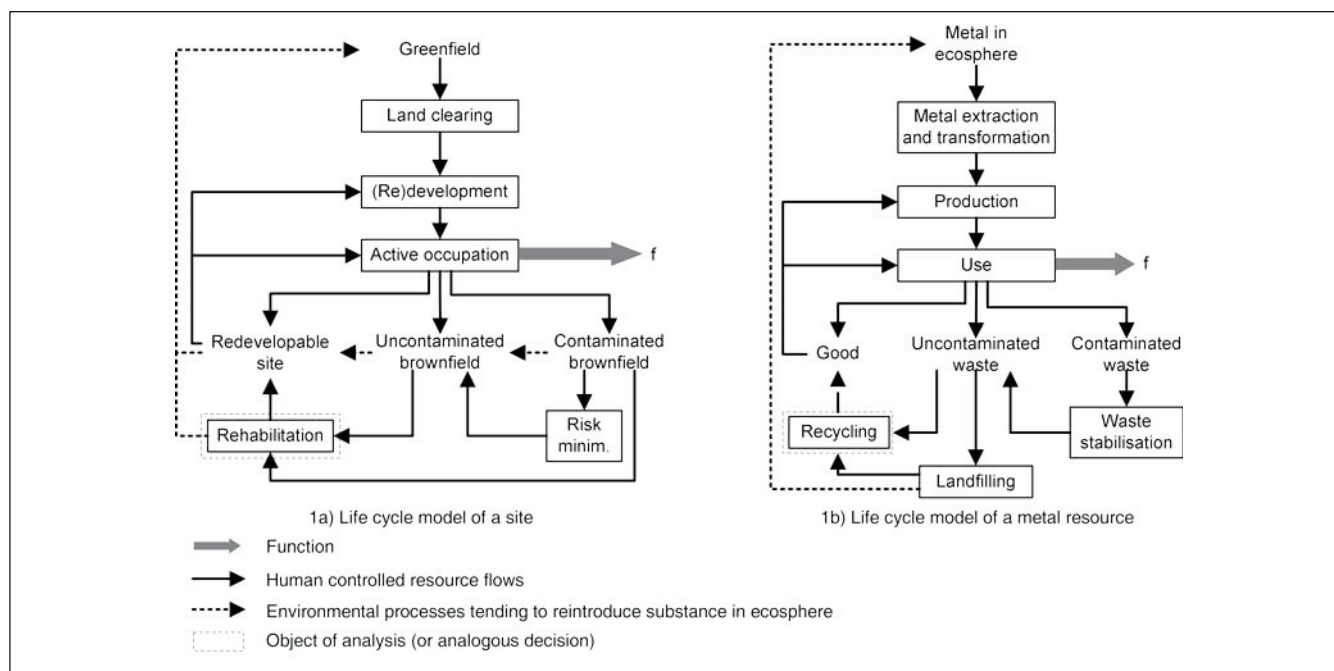 Greenfield
Land clearing
(Re)development
Active occupation
f
Redevelopable
site
Uncontaminated
brownfield
Contaminated
brownfield
Rehabilitation
Risk
minim.
1a) Life cycle model of a site
Metal in
ecosphere
Metal extraction
and transformation
Production
Use
f
Good
Uncontaminated
waste
Contaminated
waste
Recycling
Waste
stabilisation
Landfilling
1b) Life cycle model of a metal resource
Function
Human controlled resource flows
Environmental processes tending to reintroduce substance in ecosphere
Object of analysis (or analogous decision)